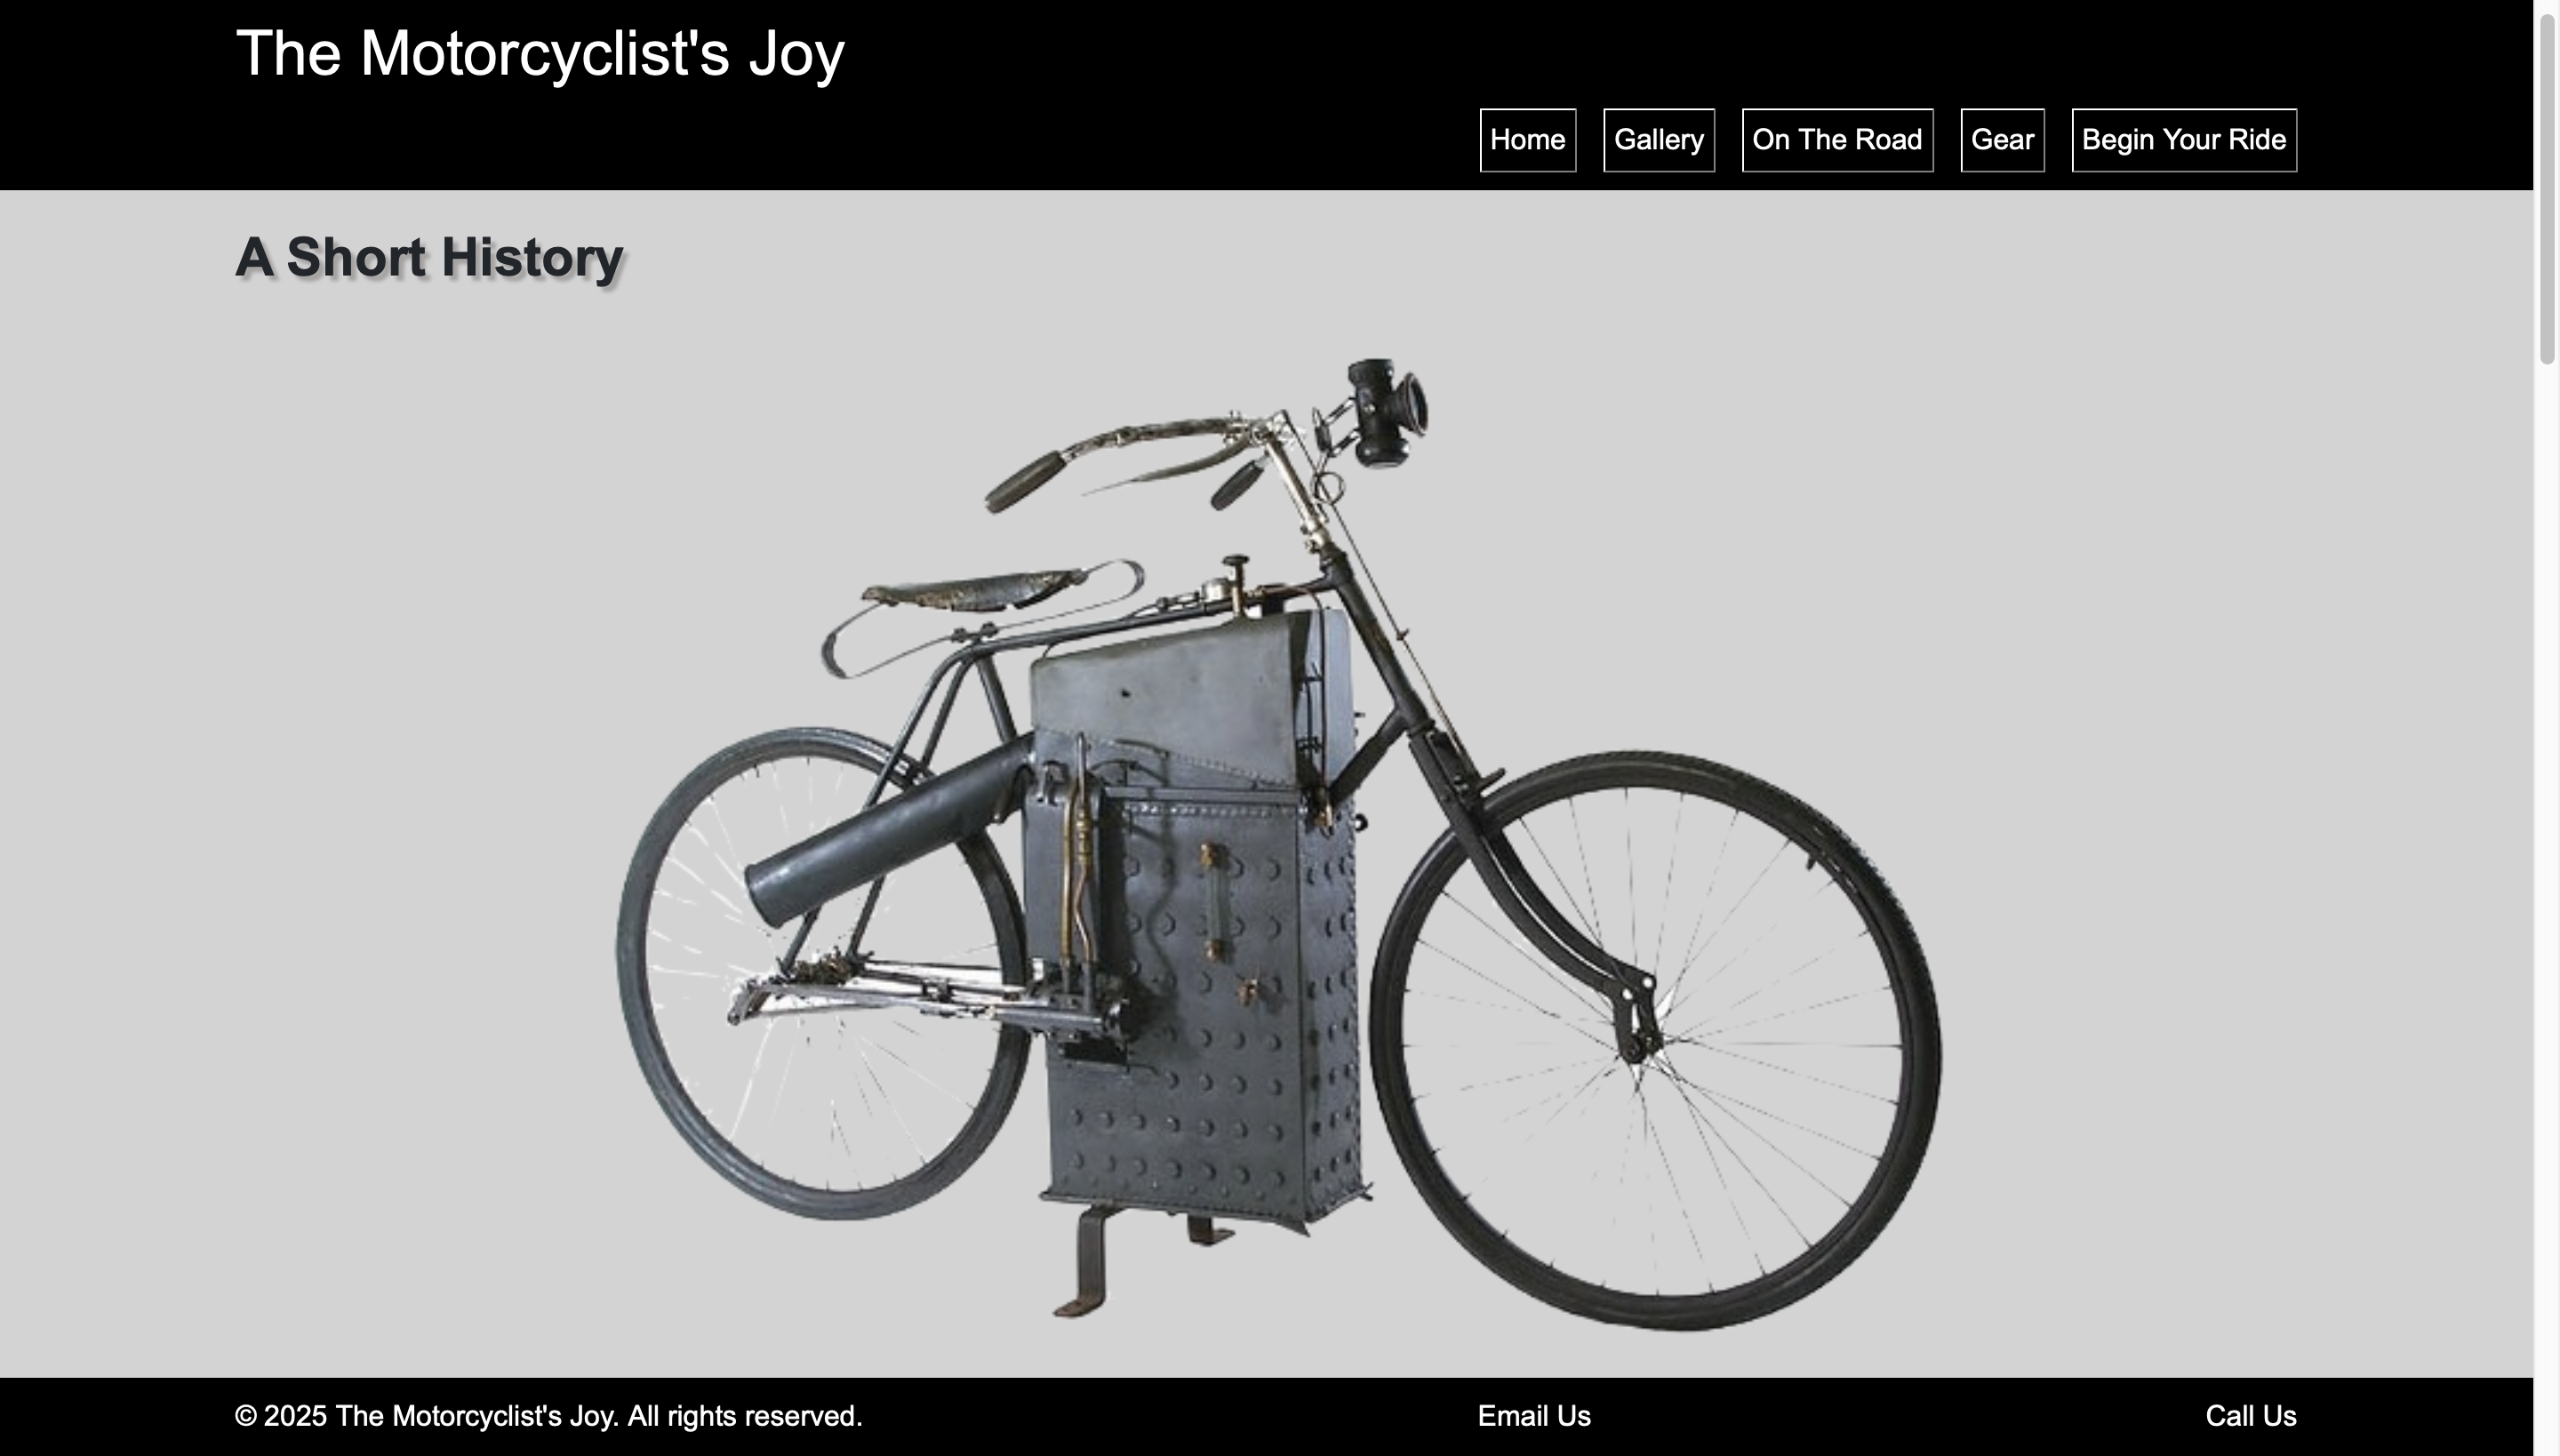 The Motorcyclist's Joy
Home Gallery On The Road Gear Begin Your Ride
A Short History
© 2025 The Motorcyclist's Joy. All rights reserved. Email Us Call Us